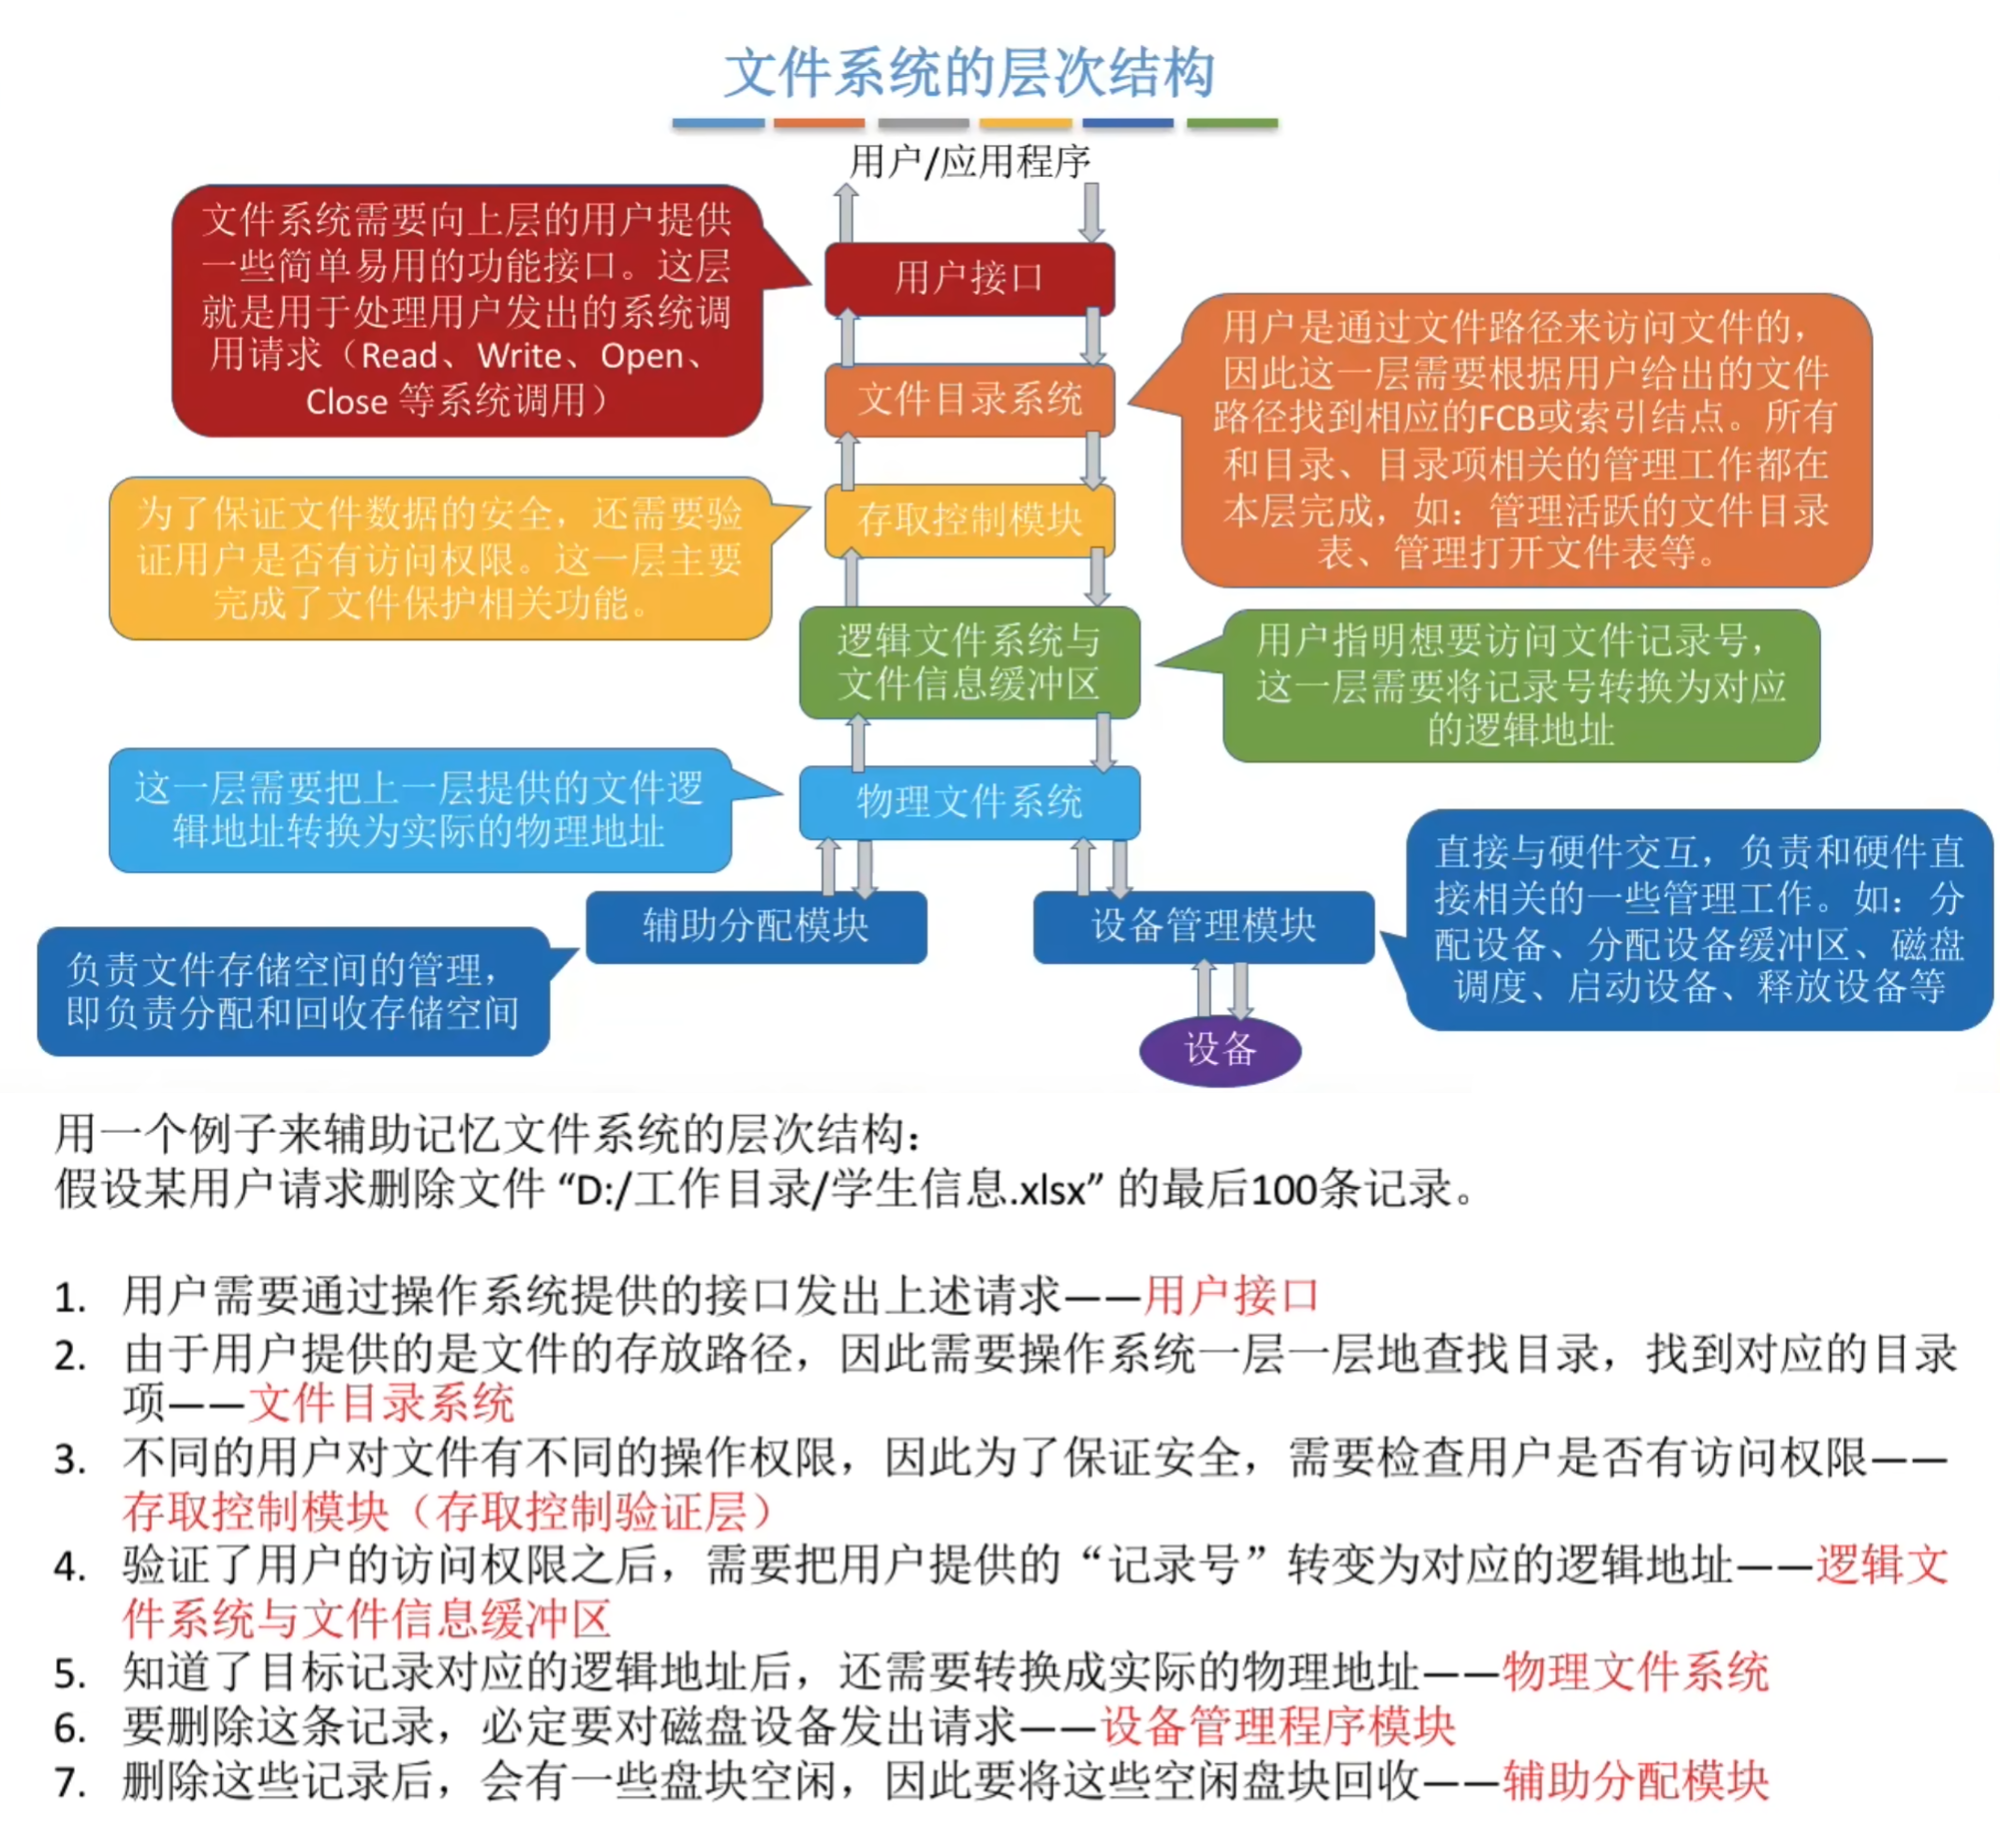 文件系统的层次结构
用户/应用程序
文件系统需要向上层的用户提供
一些简单易用的功能接口。这层
就是用于处理用户发出的系统调
用请求（Read、Write、Open、
Close 等系统调用）
用户接口
用户是通过文件路径来访问文件的，
因此这一层需要根据用户给出的文件
路径找到相应的FCB或索引结点。所有
和目录、目录项相关的管理工作都在
本层完成，如：管理活跃的文件目录
表、管理打开文件表等。
文件目录系统
为了保证文件数据的安全，还需要验
证用户是否有访问权限。这一层主要
完成了文件保护相关功能。
存取控制模块
逻辑文件系统与
文件信息缓冲区
用户指明想要访问文件记录号，
这一层需要将记录号转换为对应
的逻辑地址
这一层需要把上一层提供的文件逻
辑地址转换为实际的物理地址
物理文件系统
直接与硬件交互，负责和硬件直
接相关的一些管理工作。如：分
配设备、分配设备缓冲区、磁盘
调度、启动设备、释放设备等
辅助分配模块
设备管理模块
负责文件存储空间的管理，
即负责分配和回收存储空间
设备
用一个例子来辅助记忆文件系统的层次结构：
假设某用户请求删除文件 “D:/工作目录/学生信息.xlsx” 的最后100条记录。
1. 用户需要通过操作系统提供的接口发出上述请求——用户接口
2. 由于用户提供的是文件的存放路径，因此需要操作系统一层一层地查找目录，找到对应的目录
项——文件目录系统
3. 不同的用户对文件有不同的操作权限，因此为了保证安全，需要检查用户是否有访问权限——
存取控制模块（存取控制验证层）
4. 验证了用户的访问权限之后，需要把用户提供的“记录号”转变为对应的逻辑地址——逻辑文
件系统与文件信息缓冲区
5. 知道了目标记录对应的逻辑地址后，还需要转换成实际的物理地址——物理文件系统
6. 要删除这条记录，必定要对磁盘设备发出请求——设备管理程序模块
7. 删除这些记录后，会有一些盘块空闲，因此要将这些空闲盘块回收——辅助分配模块